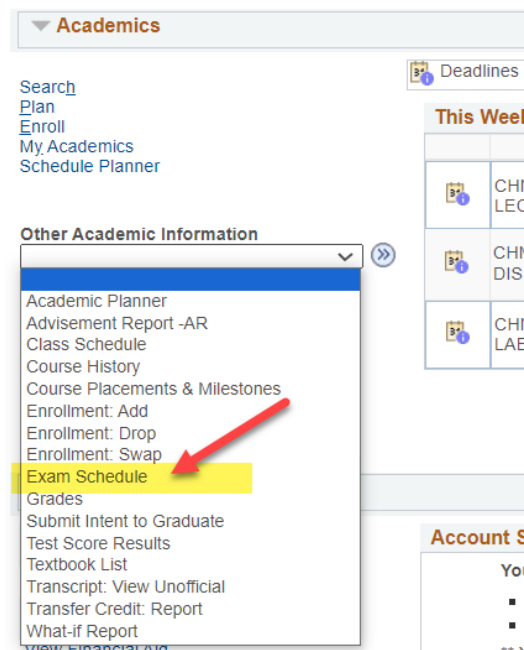 Academics
Deadlines
Search
Plan
Enroll
My Academics
Schedule Planner
This
LEC
DIS
Other Academic Information
Academic Planner
Advisement Report -AR
Class Schedule
Course History
Course Placements & Milestones
Enrollment: Add
Enrollment: Drop
Enrollment: Swap
Exam Schedule
Grades
Submit Intent to Graduate
Test Score Results
Textbook List
Transcript: View Unofficial
Transfer Credit: Report
What-if Report
View Financial Aid
Account